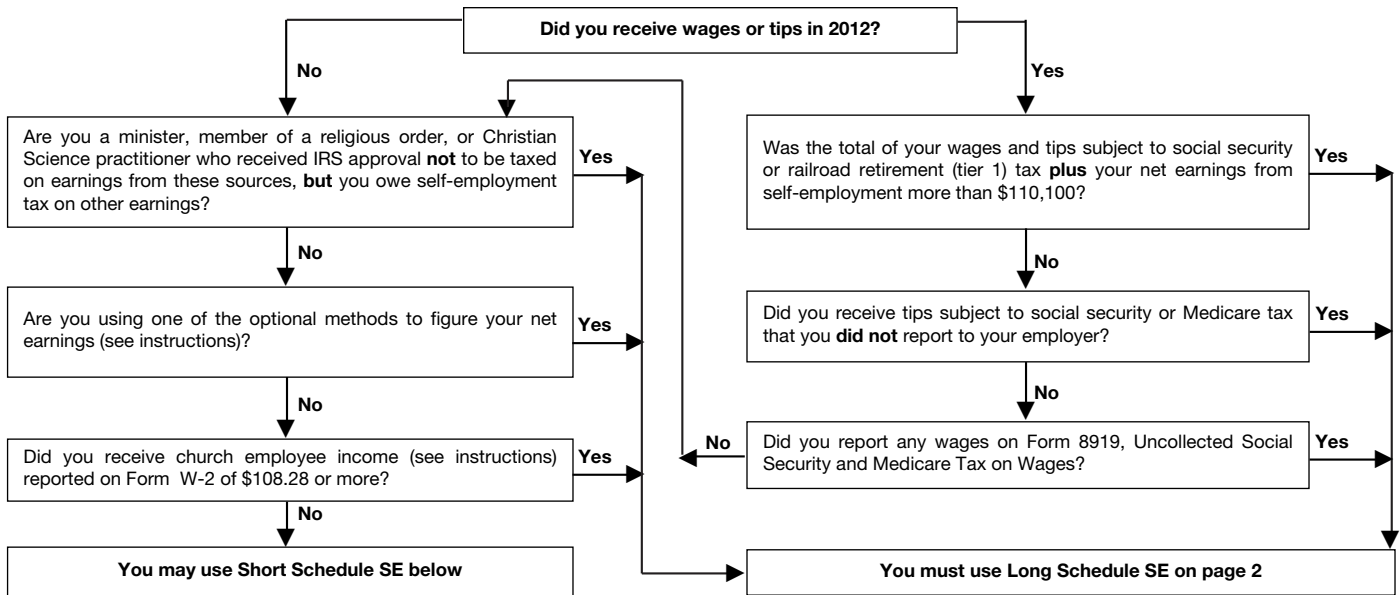 Did you receive wages or tips in 2012?
No
Yes
Are you a minister, member of a religious order, or Christian
Science practitioner who received IRS approval not to be taxed
on earnings from these sources, but you owe self-employment
tax on other earnings?
Yes
Was the total of your wages and tips subject to social security
or railroad retirement (tier 1) tax plus your net earnings from
self-employment more than $110,100?
Yes
No
No
Are you using one of the optional methods to figure your net
earnings (see instructions)?
Yes
Did you receive tips subject to social security or Medicare tax
that you did not report to your employer?
Yes
No
No
Did you receive church employee income (see instructions)
reported on Form W-2 of $108.28 or more?
Yes
No
Did you report any wages on Form 8919, Uncollected Social
Security and Medicare Tax on Wages?
Yes
No
You may use Short Schedule SE below
You must use Long Schedule SE on page 2